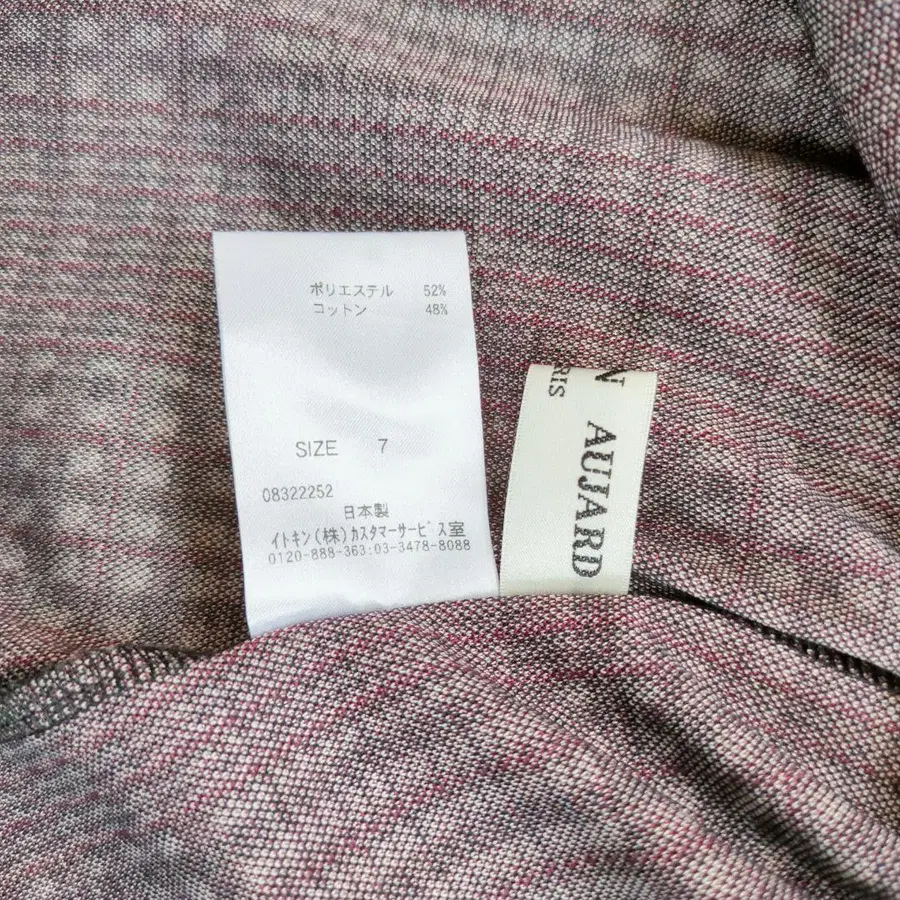 ポリエステル 52%
コットン 48%
SIZE 7
08322252
日本製
イトキン(株)カスタマーサービス室
0120-888-363:03-3478-8088
N AUJARD
RIS